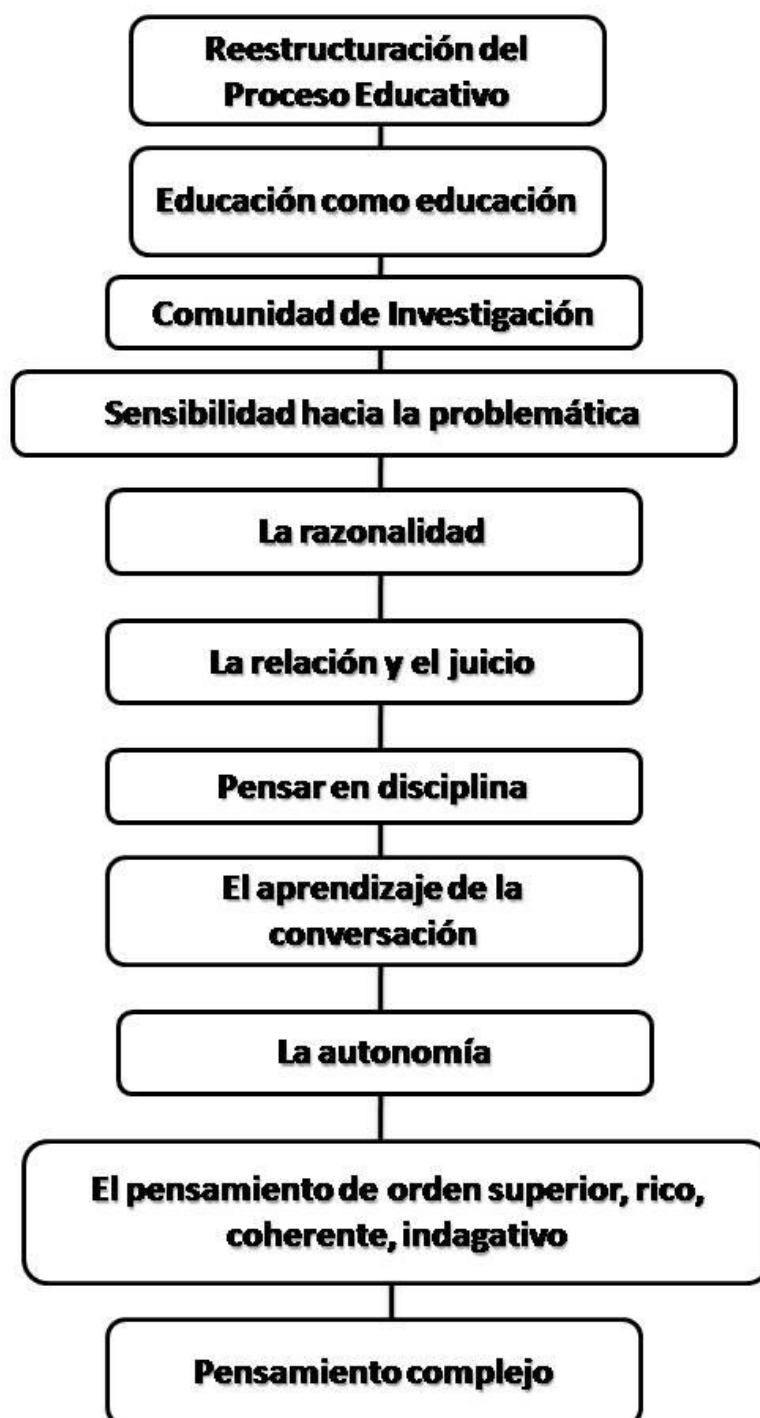 Reestructuración del
Proceso Educativo
Educación como educación
Comunidad de Investigación
Sensibilidad hacia la problemática
La razonalidad
La relación y el juicio
Pensar en disciplina
El aprendizaje de la
conversación
La autonomía
El pensamiento de orden superior, rico,
coherente, indagativo
Pensamiento complejo